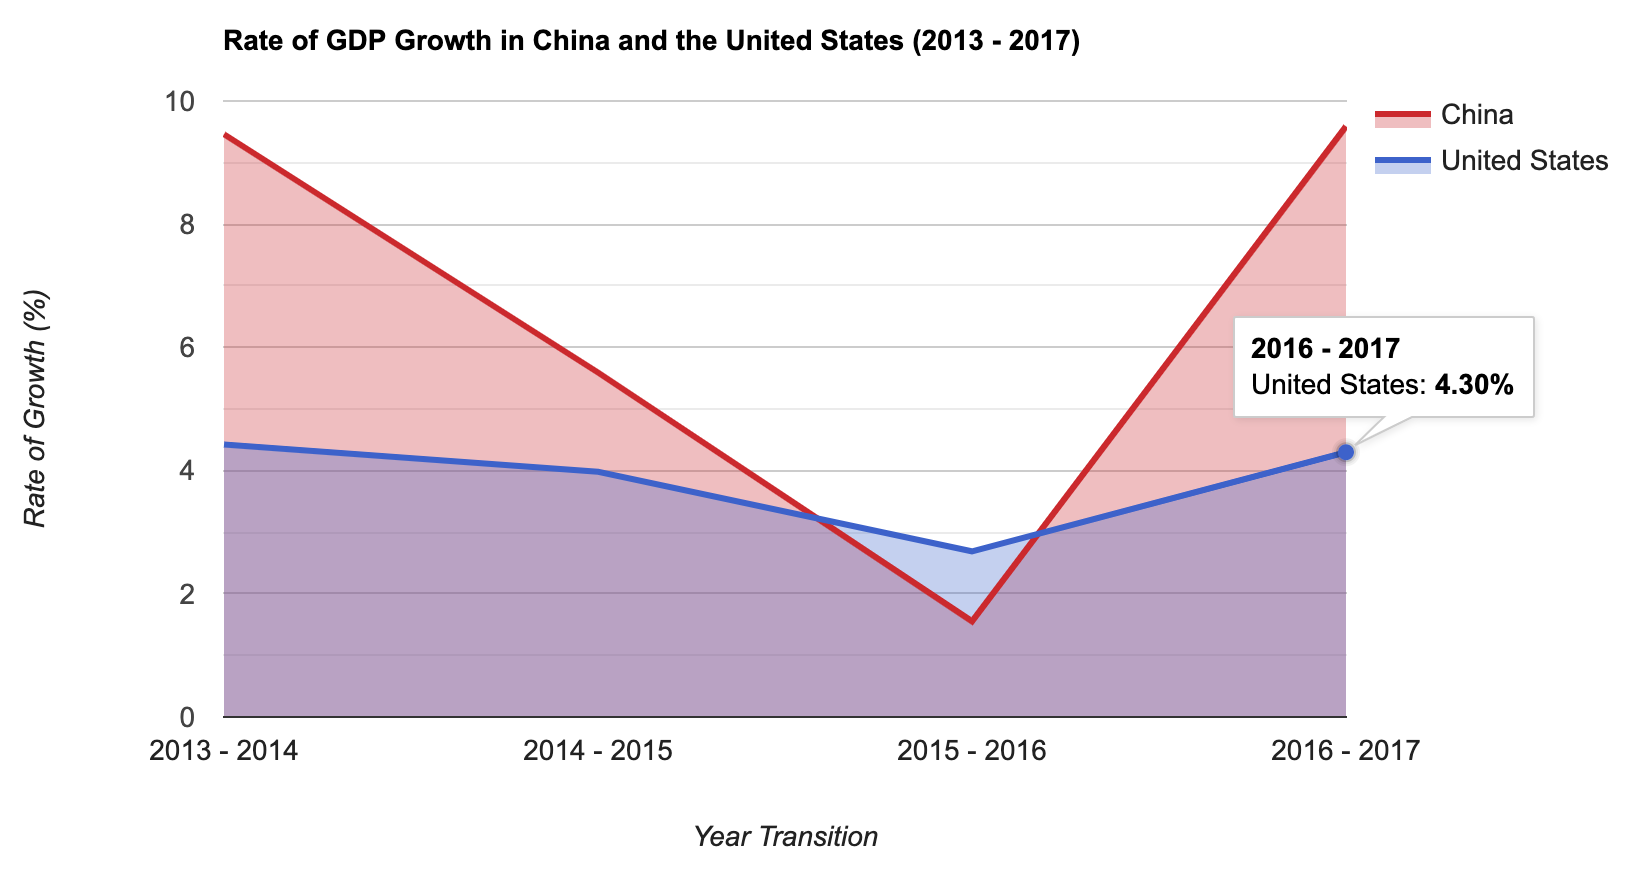 Rate of GDP Growth in China and the United States (2013 - 2017)
10
8
6
4
2
0
Rate of Growth (%)
China
United States
2016 - 2017
United States: 4.30%
2013 - 2014
2014 - 2015
2015 - 2016
2016 - 2017
Year Transition